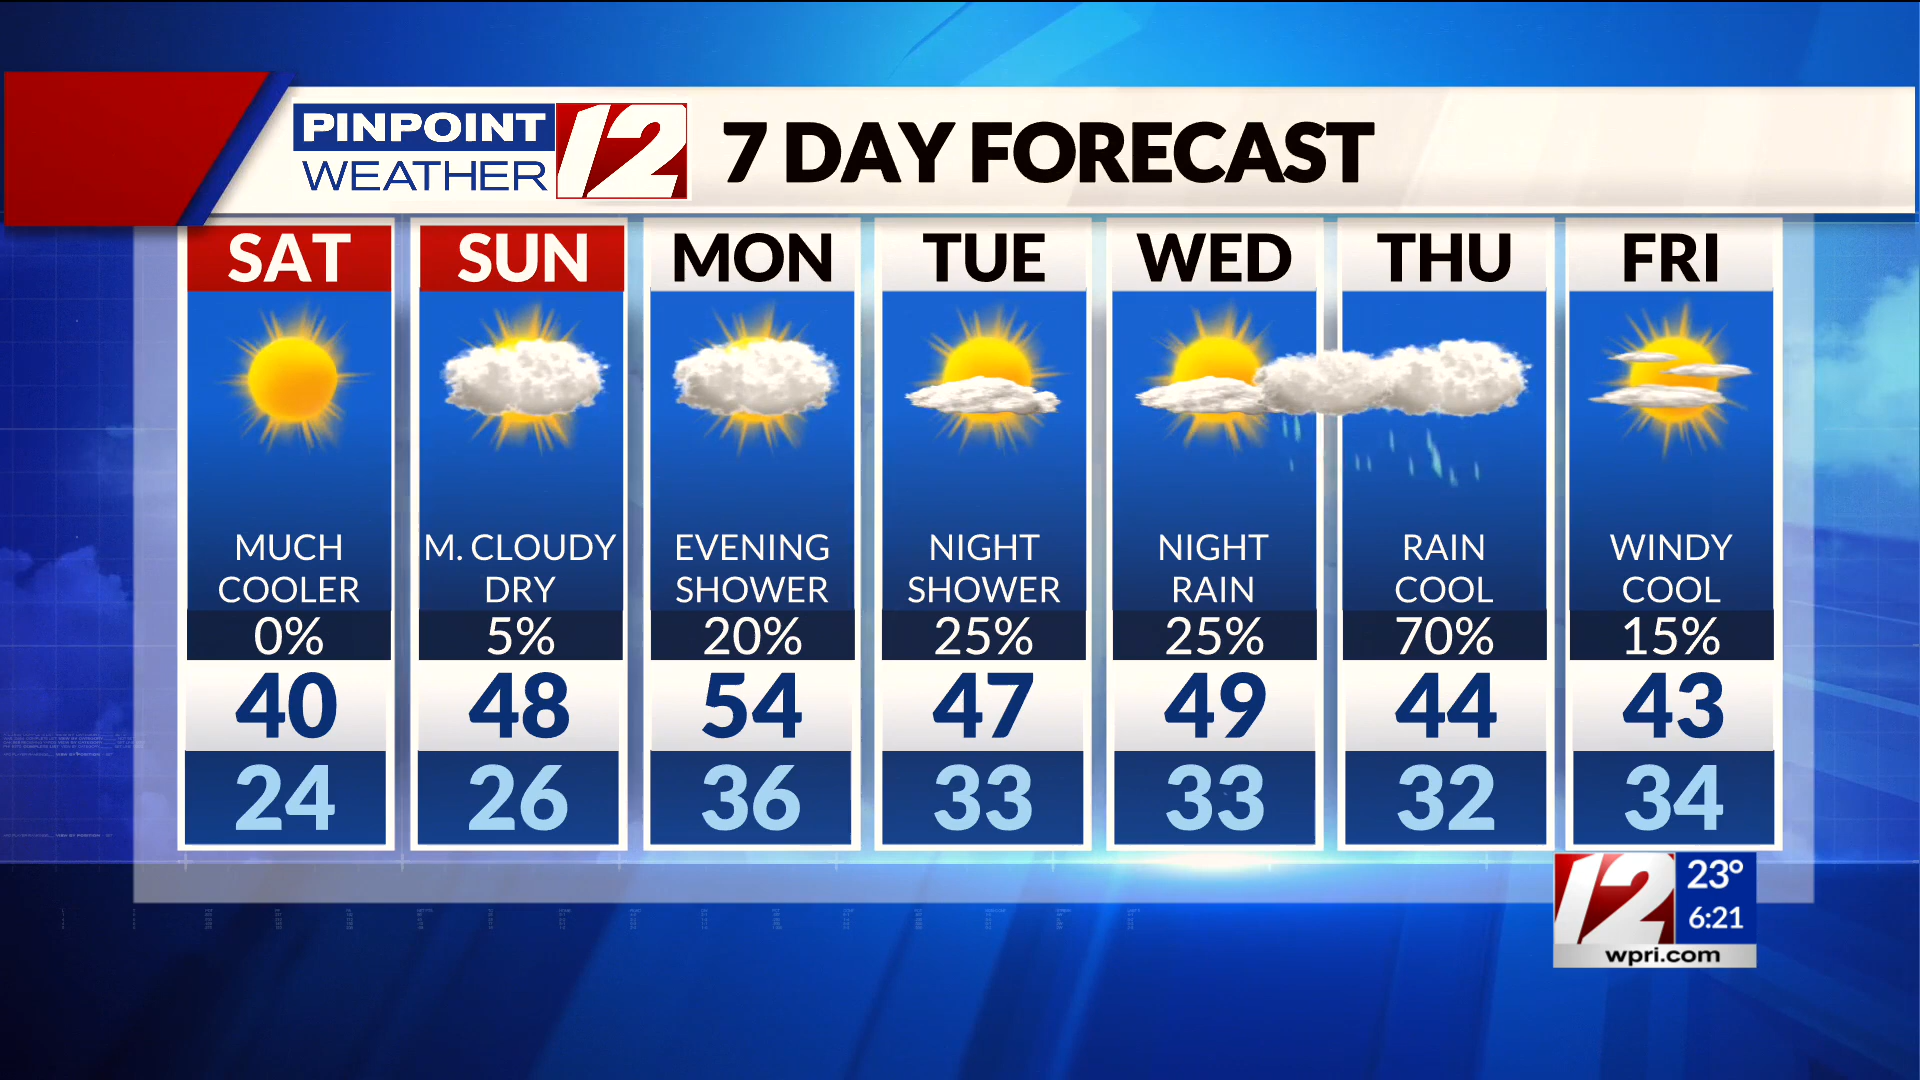 PINPOINT
WEATHER 12
7 DAY FORECAST
SAT SUN MON TUE WED THU FRI
MUCH COOLER
M. CLOUDY DRY
EVENING SHOWER
NIGHT SHOWER
NIGHT RAIN
RAIN COOL
WINDY COOL
0% 5% 20% 25% 25% 70% 15%
40 48 54 47 49 44 43
24 26 36 33 33 32 34
12
23°
6:21
wpri.com